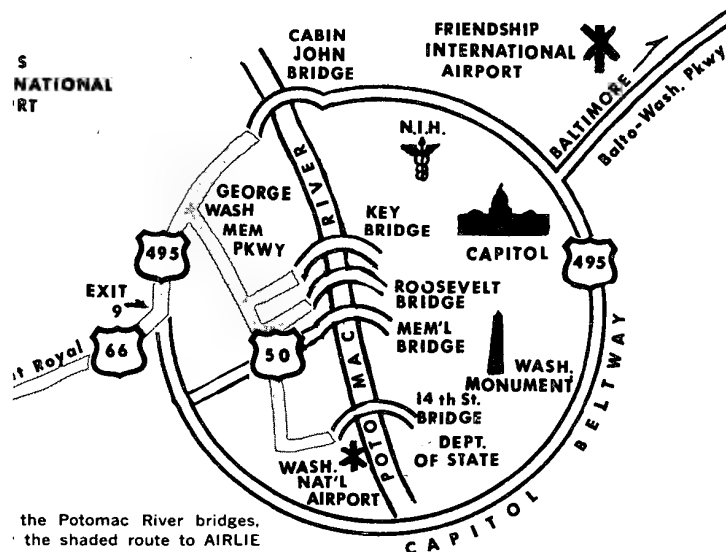 S
NATIONAL
RT
CABIN
JOHN
BRIDGE
FRIENDSHIP
INTERNATIONAL
AIRPORT
BALTIMORE
Balto-Wash. Pkwy
N.I.H.
GEORGE
WASH
MEM
PKWY
RIVER
KEY
BRIDGE
CAPITOL
495
495
EXIT
9
ROOSEVELT
BRIDGE
MEM'L
BRIDGE
66
t Royal
50
WASH.
MONUMENT
14 th St.
BRIDGE
DEPT.
OF STATE
POTOMAC
WASH.
NAT'L
AIRPORT
CAPITOL BELTWAY
the Potomac River bridges,
the shaded route to AIRLIE